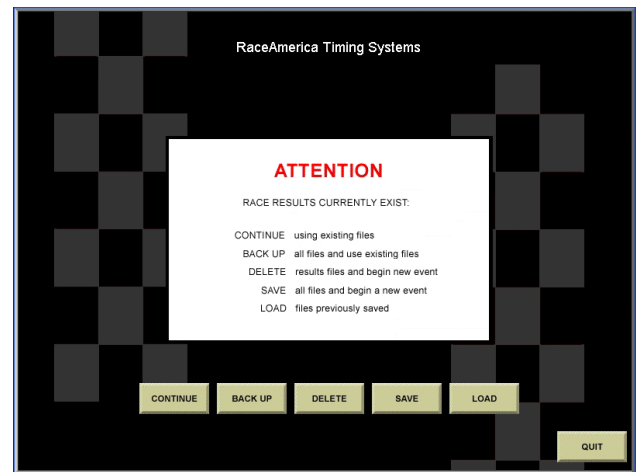 RaceAmerica Timing Systems
ATTENTION
RACE RESULTS CURRENTLY EXIST:
CONTINUE using existing files
BACK UP all files and use existing files
DELETE results files and begin new event
SAVE all files and begin a new event
LOAD files previously saved
CONTINUE BACK UP DELETE SAVE LOAD
QUIT